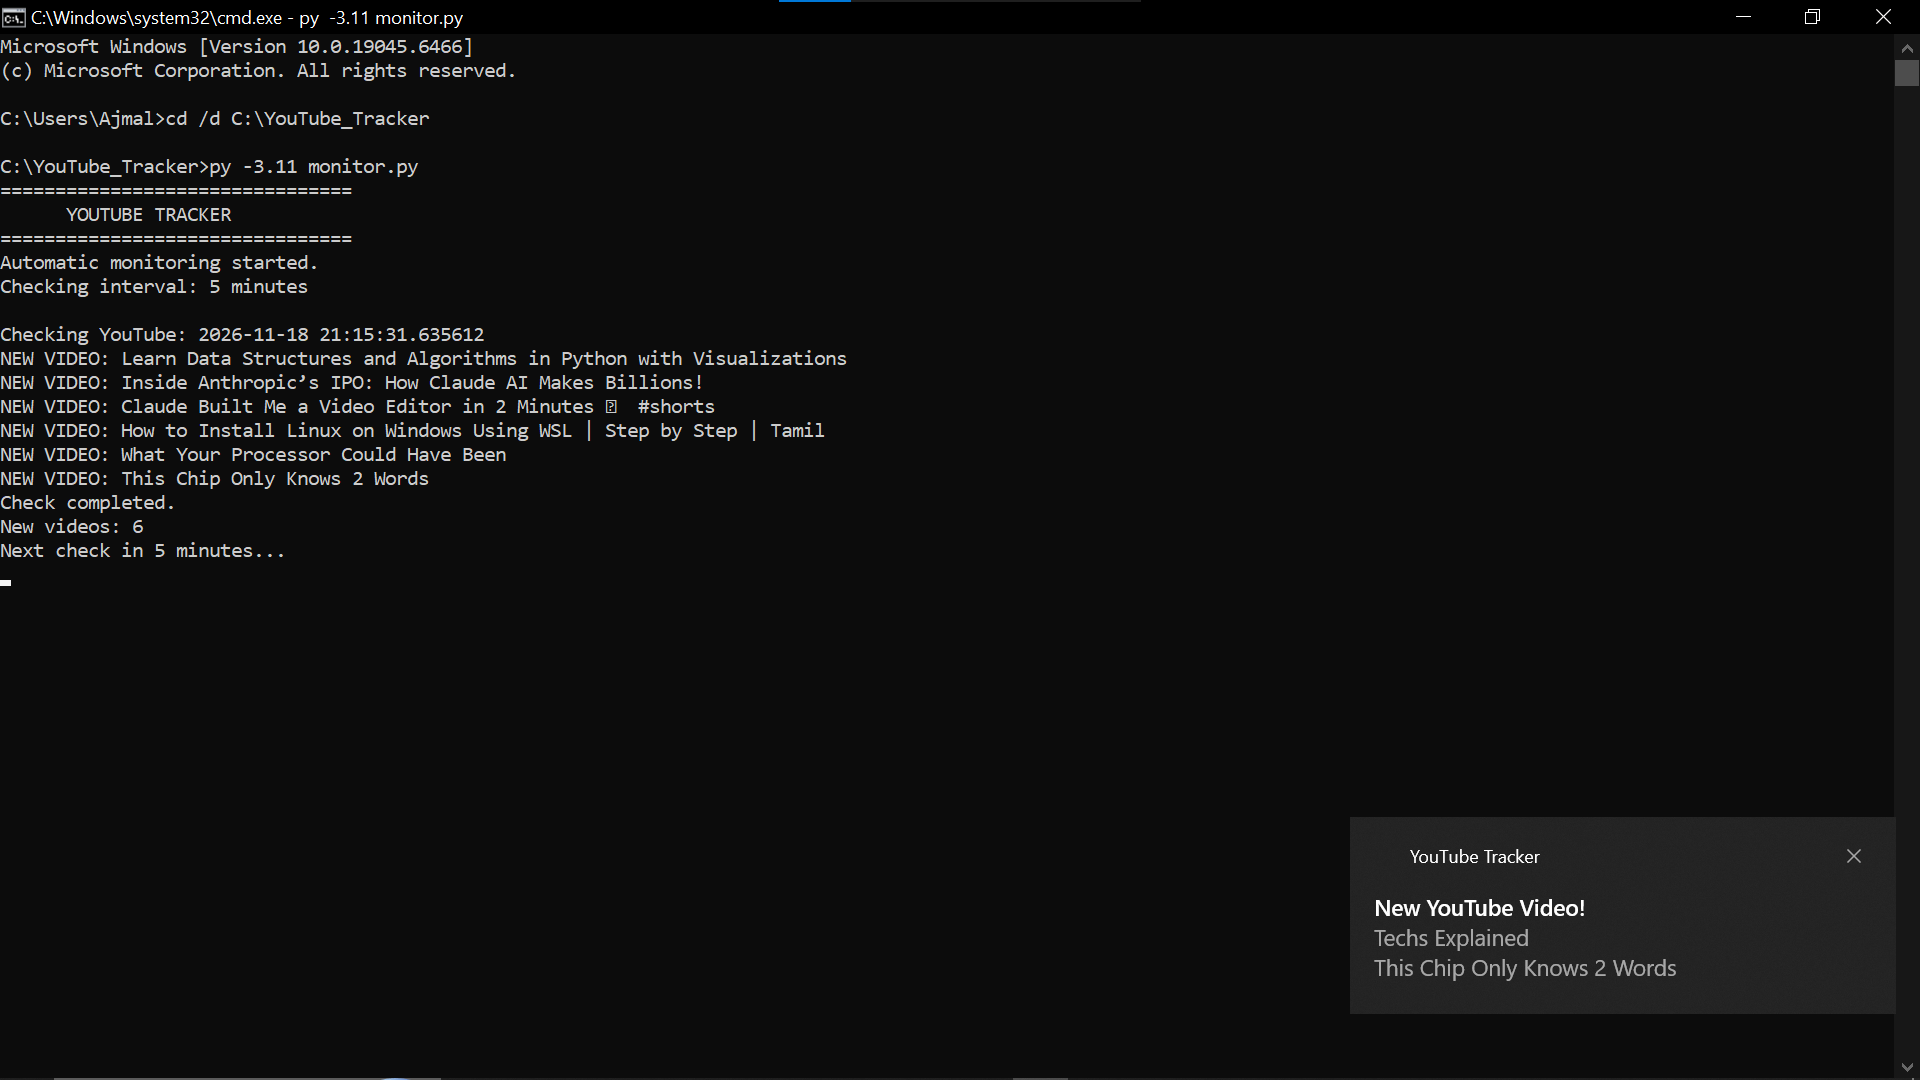 C:\Windows\system32\cmd.exe - py  -3.11 monitor.py
Microsoft Windows [Version 10.0.19045.6466]
(c) Microsoft Corporation. All rights reserved.
C:\Users\Ajmal>cd /d C:\YouTube_Tracker
C:\YouTube_Tracker>py -3.11 monitor.py
================================
      YOUTUBE TRACKER
================================
Automatic monitoring started.
Checking interval: 5 minutes
Checking YouTube: 2026-11-18 21:15:31.635612
NEW VIDEO: Learn Data Structures and Algorithms in Python with Visualizations
NEW VIDEO: Inside Anthropic’s IPO: How Claude AI Makes Billions!
NEW VIDEO: Claude Built Me a Video Editor in 2 Minutes �  #shorts
NEW VIDEO: How to Install Linux on Windows Using WSL | Step by Step | Tamil
NEW VIDEO: What Your Processor Could Have Been
NEW VIDEO: This Chip Only Knows 2 Words
Check completed.
New videos: 6
Next check in 5 minutes...
YouTube Tracker
New YouTube Video!
Techs Explained
This Chip Only Knows 2 Words